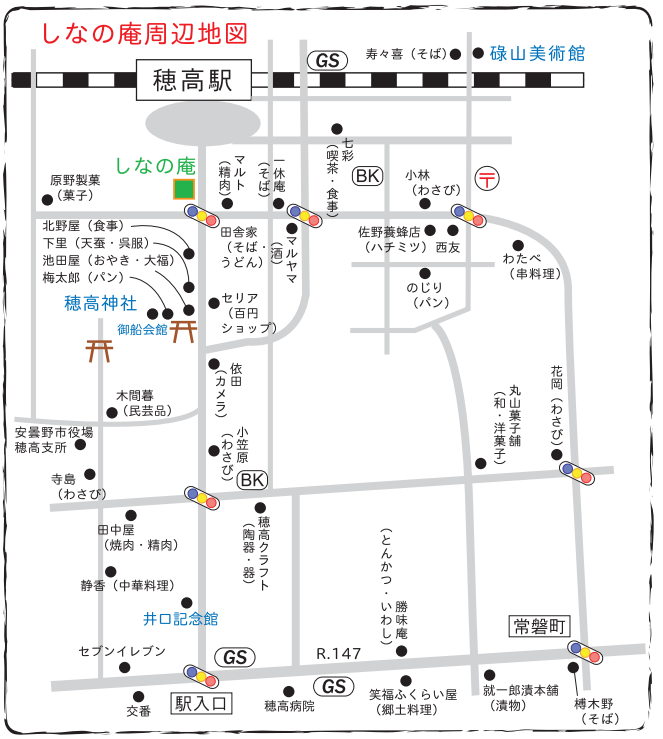 しなの庵周辺地図
GS
寿々喜（そば）
碌山美術館
穂高駅
七彩
（喫茶・食事）
しなの庵
マルト
（精肉）
一休庵
（そば）
BK
小林
（わさび）
〒
原野製菓
（菓子）
北野屋（食事）
下里（天蚕・呉服）
池田屋（おやき・大福）
梅太郎（パン）
田舎家
（そば・
うどん）
マルヤマ
（酒）
佐野養蜂店
（ハチミツ）
西友
わたべ
（串料理）
のじり
（パン）
穂高神社
御船会館
セリア
（百円
ショップ）
依田
（カメラ）
木間暮
（民芸品）
安曇野市役場
穂高支所
小笠原
（わさび）
丸山菓子舗
（和・洋菓子）
花岡（わさび）
寺島
（わさび）
BK
田中屋
（焼肉・精肉）
穂高クラフト
（陶器・器）
静香（中華料理）
井口記念館
勝味庵
（とんかつ・いわし）
常磐町
セブンイレブン
GS
R.147
交番
駅入口
穂高病院
GS
笑福ふくらい屋
（郷土料理）
就一郎漬本舗
（漬物）
榑木野
（そば）